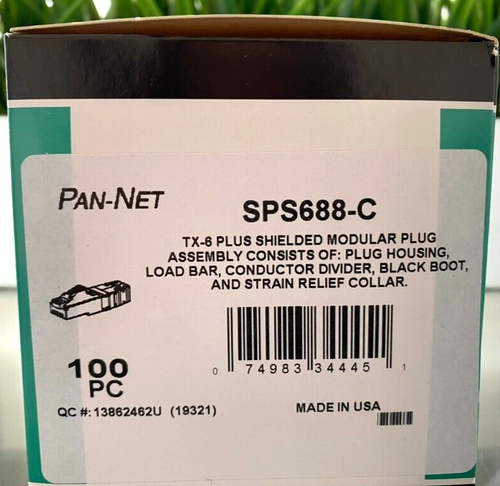 PAN-NET
SPS688-C
TX-6 PLUS SHIELDED MODULAR PLUG
ASSEMBLY CONSISTS OF: PLUG HOUSING,
LOAD BAR, CONDUCTOR DIVIDER, BLACK BOOT,
AND STRAIN RELIEF COLLAR.
0 74983 34445 1
100
PC
QC #: 13862462U (19321)
MADE IN USA